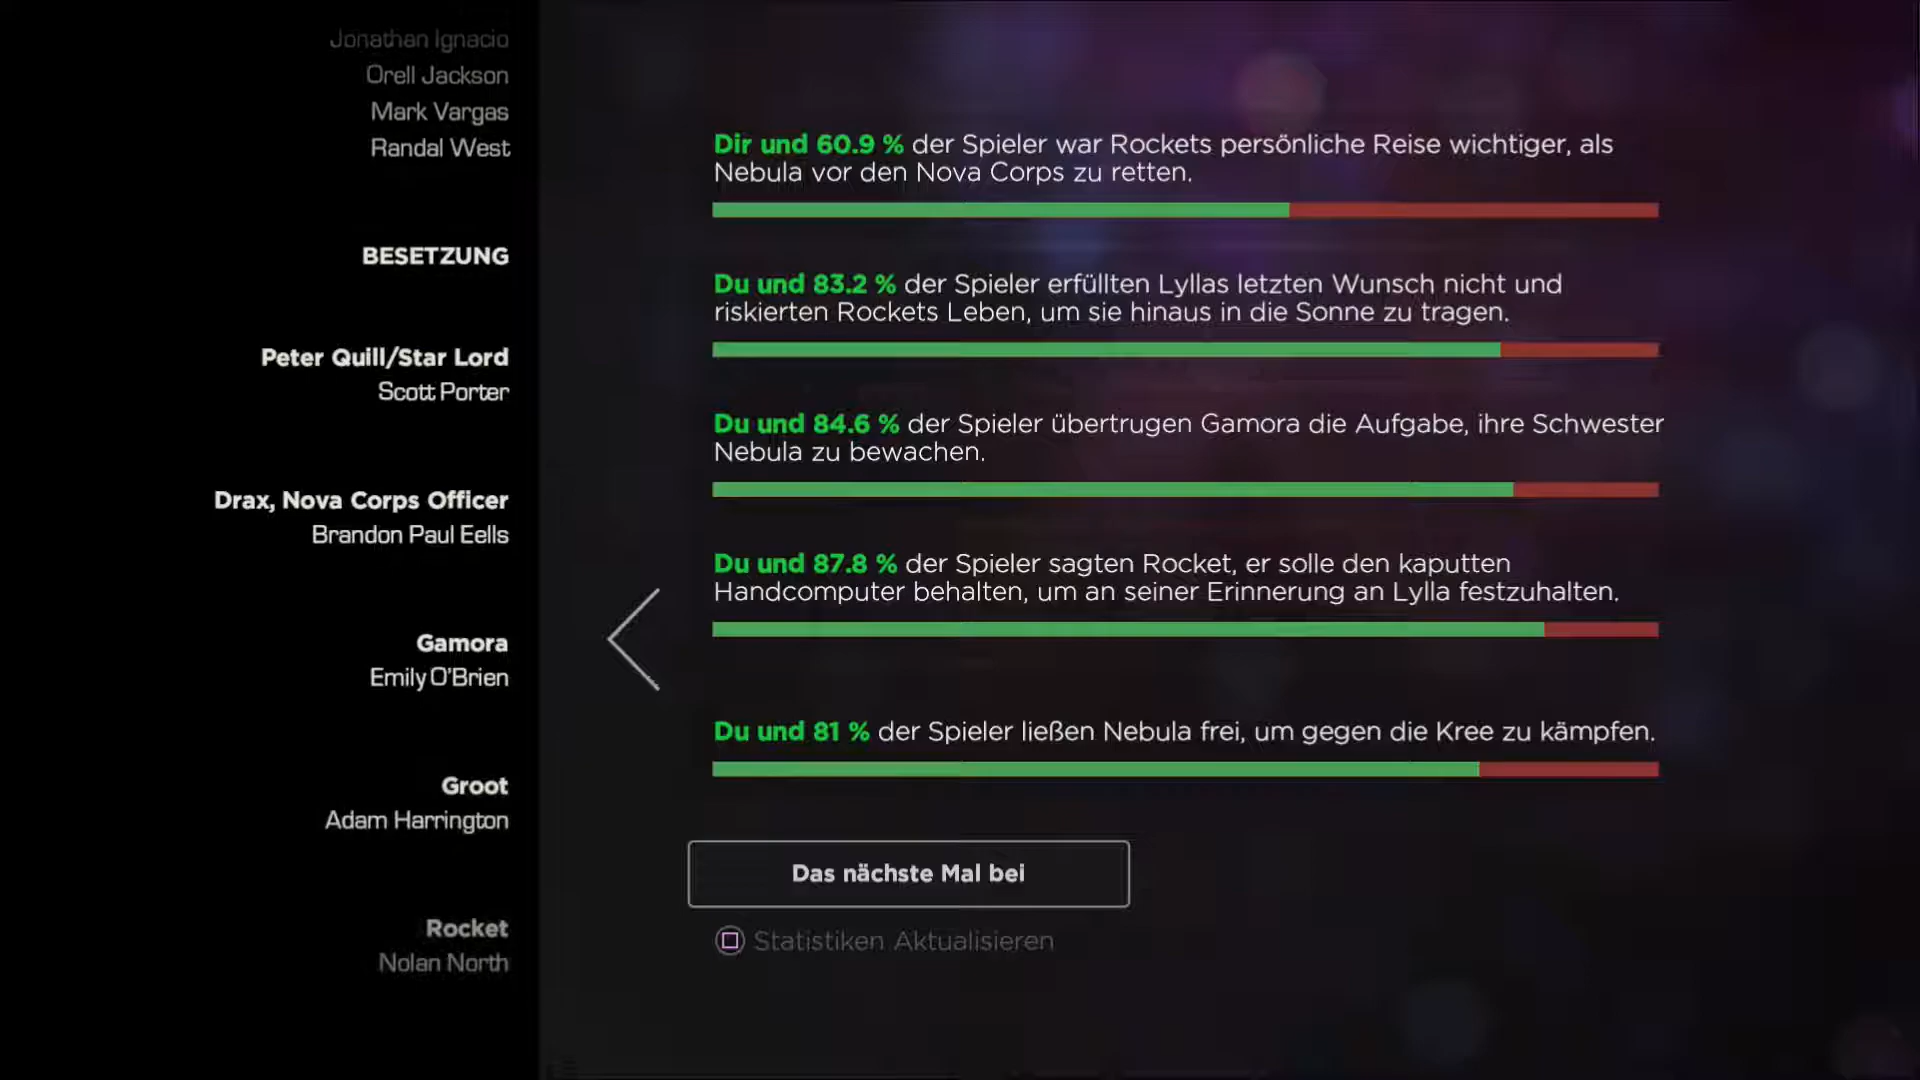 Jonathan Ignacio
Orell Jackson
Mark Vargas
Randal West
BESETZUNG
Peter Quill/Star Lord
Scott Porter
Drax, Nova Corps Officer
Brandon Paul Eells
Gamora
Emily O'Brien
Groot
Adam Harrington
Rocket
Nolan North
Dir und 60.9 % der Spieler war Rockets persönliche Reise wichtiger, als
Nebula vor den Nova Corps zu retten.
Du und 83.2 % der Spieler erfüllten Lyllas letzten Wunsch nicht und
riskierten Rockets Leben, um sie hinaus in die Sonne zu tragen.
Du und 84.6 % der Spieler übertrugen Gamora die Aufgabe, ihre Schwester
Nebula zu bewachen.
Du und 87.8 % der Spieler sagten Rocket, er solle den kaputten
Handcomputer behalten, um an seiner Erinnerung an Lylla festzuhalten.
Du und 81 % der Spieler ließen Nebula frei, um gegen die Kree zu kämpfen.
Das nächste Mal bei
Statistiken Aktualisieren